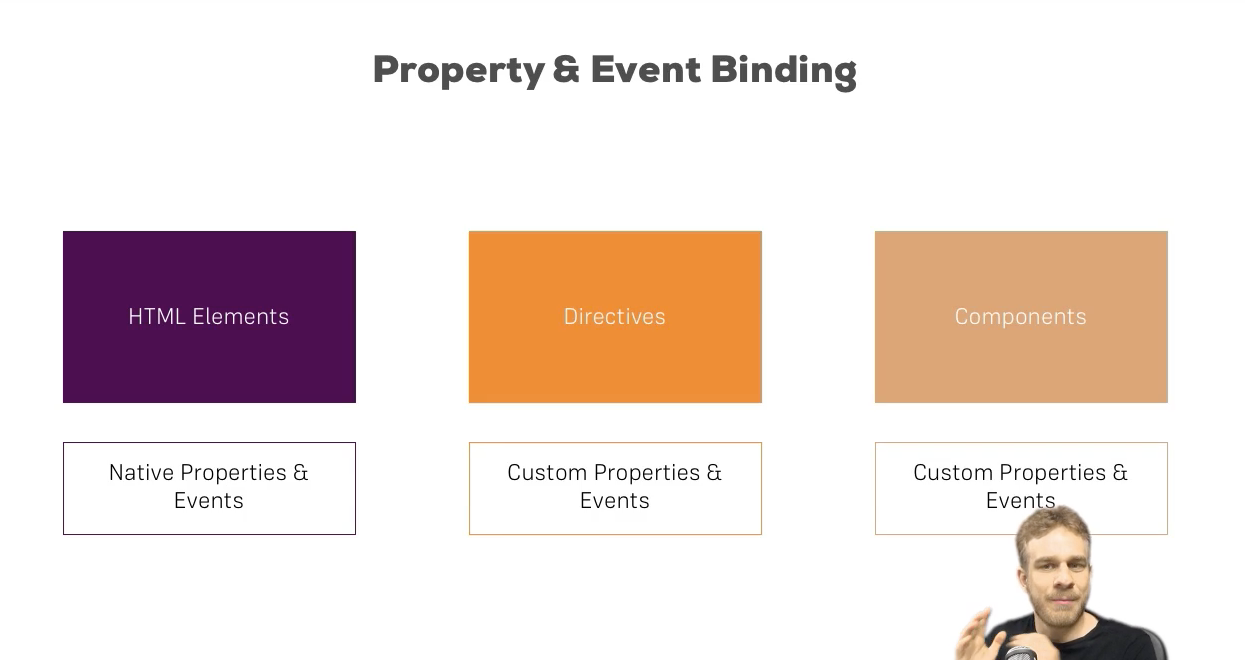 Property & Event Binding
HTML Elements
Directives
Components
Native Properties &
Events
Custom Properties &
Events
Custom Properties &
Events